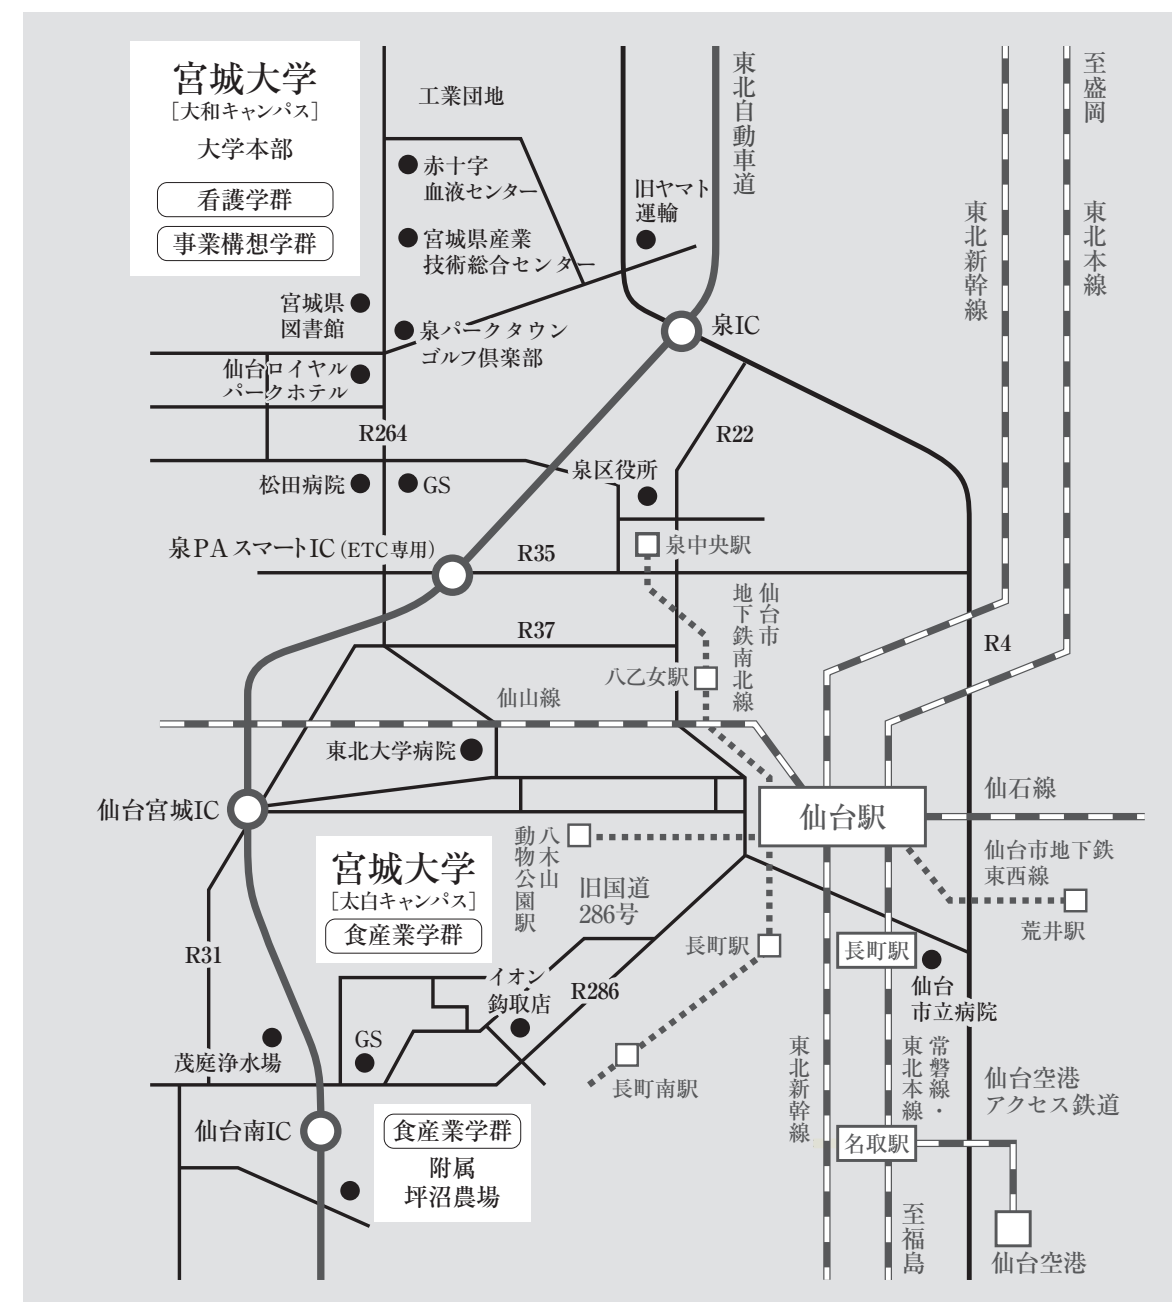 宮城大学
［大和キャンパス］
大学本部
看護学群
事業構想学群
工業団地
赤十字
血液センター
宮城県産業
技術総合センター
旧ヤマト
運輸
東北自動車道
至盛岡
東北新幹線
東北本線
宮城県
図書館
泉パークタウン
ゴルフ倶楽部
泉IC
仙台ロイヤル
パークホテル
R264
R22
松田病院
GS
泉区役所
泉PAスマートIC（ETC専用）
R35
泉中央駅
仙台市
地下鉄南北線
R37
R4
八乙女駅
仙山線
東北大学病院
仙台宮城IC
仙台駅
仙石線
八木山
動物公園駅
仙台市地下鉄
東西線
荒井駅
宮城大学
［太白キャンパス］
食産業学群
旧国道
286号
長町駅
長町駅
仙台
市立病院
R31
イオン
鈎取店
R286
GS
茂庭浄水場
長町南駅
東北新幹線
常磐線・
東北本線
仙台空港
アクセス鉄道
仙台南IC
食産業学群
附属
坪沼農場
名取駅
至福島
仙台空港